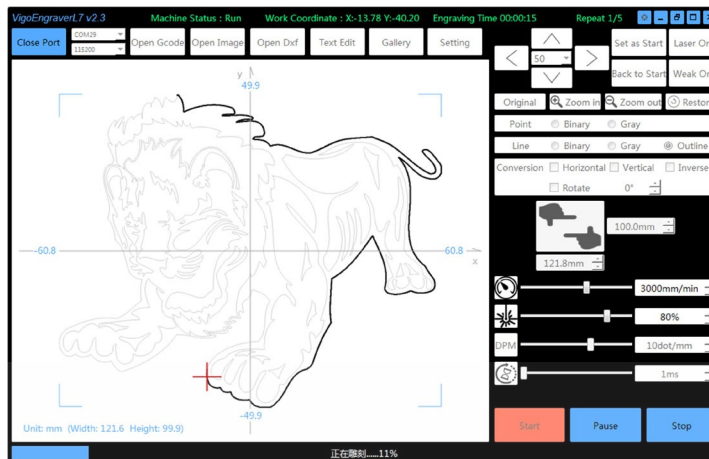 VigoEngraverL7 v2.3 Machine Status : Run Work Coordinate : X:-13.78 Y:-40.20 Engraving Time 00:00:15 Repeat 1/5
Close Port COM29 115200 Open Gcode Open Image Open Dxf Text Edit Gallery Setting
50
Set as Start Laser On
Back to Start Weak On
Original Zoom in Zoom out Restore
Point Binary Gray
Line Binary Gray Outline
Conversion Horizontal Vertical Inverse
Rotate 0°
100.0mm
121.8mm
3000mm/min
80%
DPM 10dot/mm
1ms
Start Pause Stop
y
49.9
-60.8 60.8
x
-49.9
Unit: mm (Width: 121.6 Height: 99.9)
正在雕刻......11%